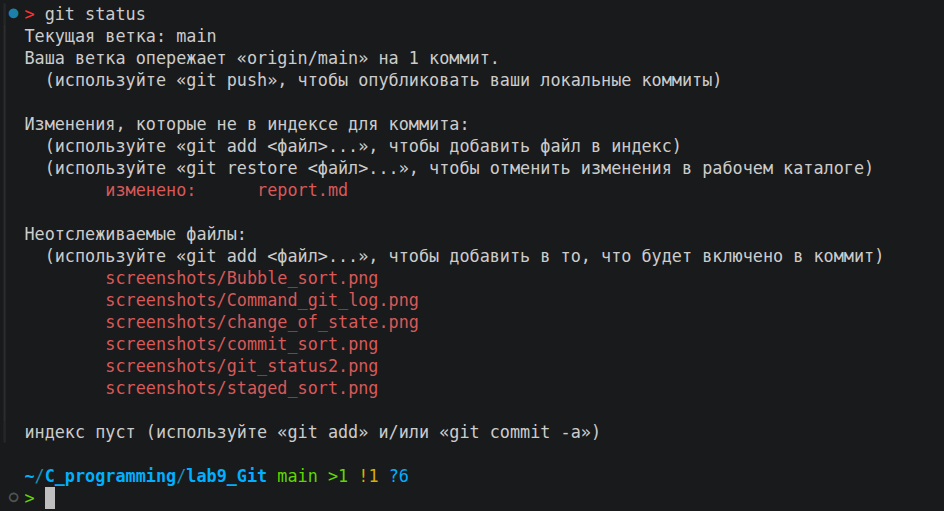 > git status
Текущая ветка: main
Ваша ветка опережает «origin/main» на 1 коммит.
  (используйте «git push», чтобы опубликовать ваши локальные коммиты)

Изменения, которые не в индексе для коммита:
  (используйте «git add <файл>...», чтобы добавить файл в индекс)
  (используйте «git restore <файл>...», чтобы отменить изменения в рабочем каталоге)
        изменено:      report.md

Неотслеживаемые файлы:
  (используйте «git add <файл>...», чтобы добавить в то, что будет включено в коммит)
        screenshots/Bubble_sort.png
        screenshots/Command_git_log.png
        screenshots/change_of_state.png
        screenshots/commit_sort.png
        screenshots/git_status2.png
        screenshots/staged_sort.png

индекс пуст (используйте «git add» и/или «git commit -a»)

~/C_programming/lab9_Git main >1 !1 ?6
>